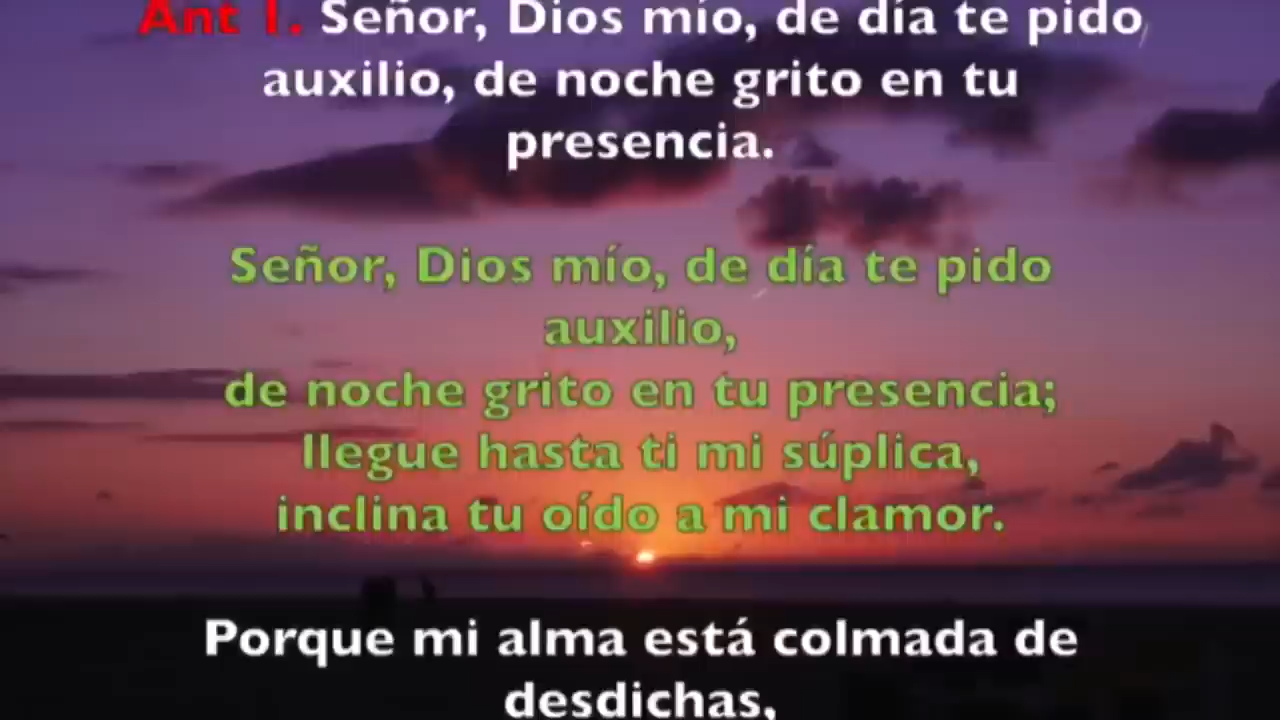 Ant 1. Señor, Dios mío, de día te pido
auxilio, de noche grito en tu
presencia.
Señor, Dios mío, de día te pido
auxilio,
de noche grito en tu presencia;
llegue hasta ti mi súplica,
inclina tu oído a mi clamor.
Porque mi alma está colmada de
desdichas,